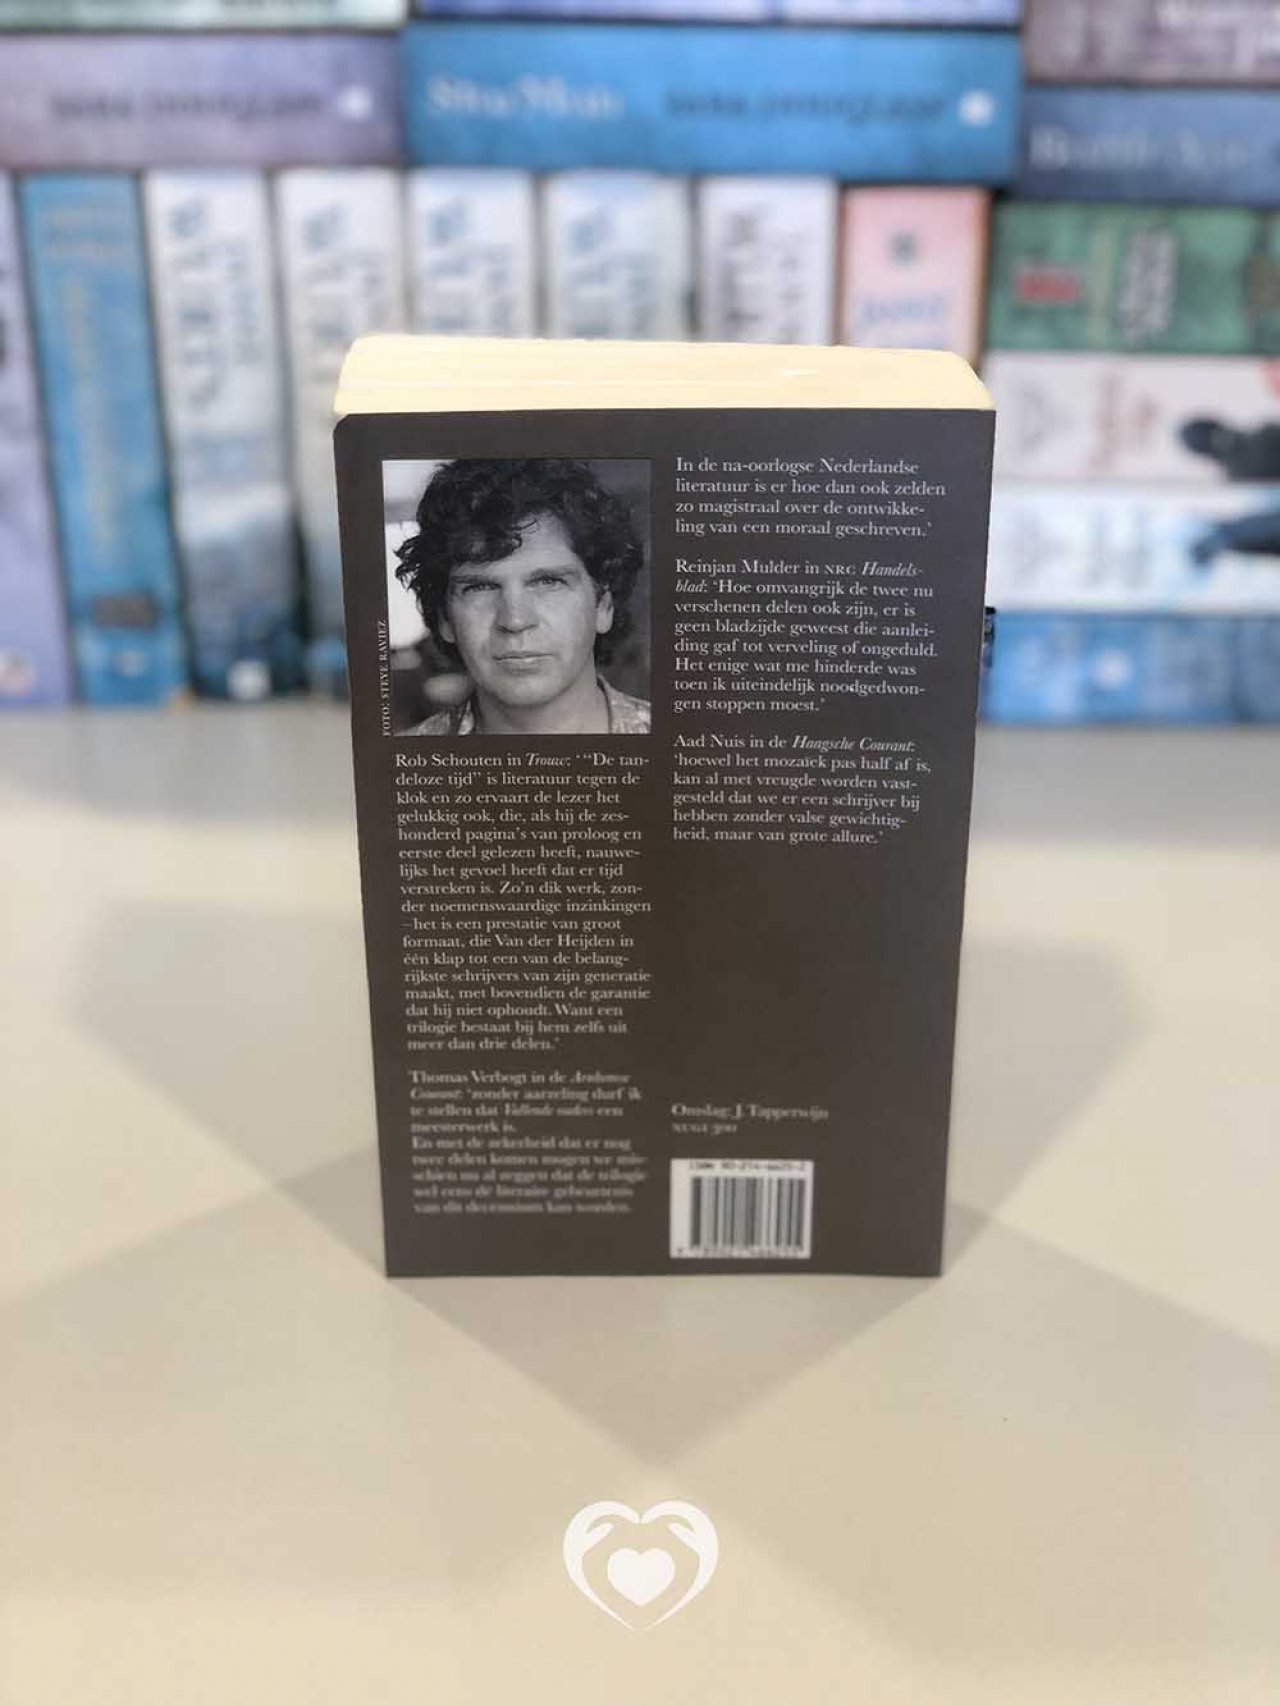 FOTO: STEVE RAVIEZ
Rob Schouten in Trouw: ‘“De tan-
deloze tijd” is literatuur tegen de
klok en zo ervaart de lezer het
gelukkig ook, die, als hij de zes-
honderd pagina’s van proloog en
eerste deel gelezen heeft, nauwe-
lijks het gevoel heeft dat er tijd
verstreken is. Zo’n dik werk, zon-
der noemenswaardige inzinkingen
–het is een prestatie van groot
formaat, die Van der Heijden in
één klap tot een van de belang-
rijkste schrijvers van zijn generatie
maakt, met bovendien de garantie
dat hij niet ophoudt. Want een
trilogie bestaat bij hem zelfs uit
meer dan drie delen.’
Thomas Verbogt in de Arnhemse
Courant: ‘zonder aarzeling durf ik
te stellen dat Vallende ouders een
meesterwerk is.
En met de zekerheid dat er nog
twee delen komen mogen we mis-
schien nu al zeggen dat de trilogie
wel eens de literaire gebeurtenis
van dit decennium kan worden.
In de na-oorlogse Nederlandse
literatuur is er hoe dan ook zelden
zo magistraal over de ontwikke-
ling van een moraal geschreven.’
Reinjan Mulder in NRC Handels-
blad: ‘Hoe omvangrijk de twee nu
verschenen delen ook zijn, er is
geen bladzijde geweest die aanlei-
ding gaf tot verveling of ongeduld.
Het enige wat me hinderde was
toen ik uiteindelijk noodgedwon-
gen stoppen moest.’
Aad Nuis in de Haagsche Courant:
‘hoewel het mozaïek pas half af is,
kan al met vreugde worden vast-
gesteld dat we er een schrijver bij
hebben zonder valse gewichtig-
heid, maar van grote allure.’
Omslag: J. Tapperwijn
NUGI 300
ISBN